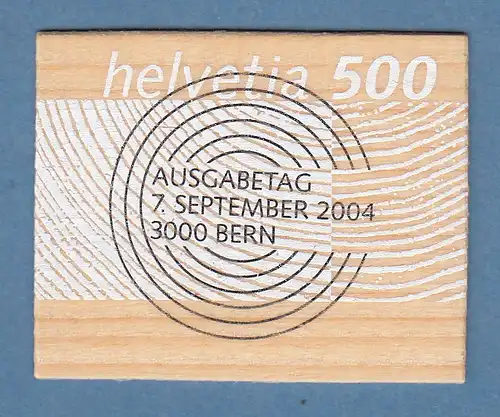 helvetia 500
AUSGABETAG
7. SEPTEMBER 2004
3000 BERN